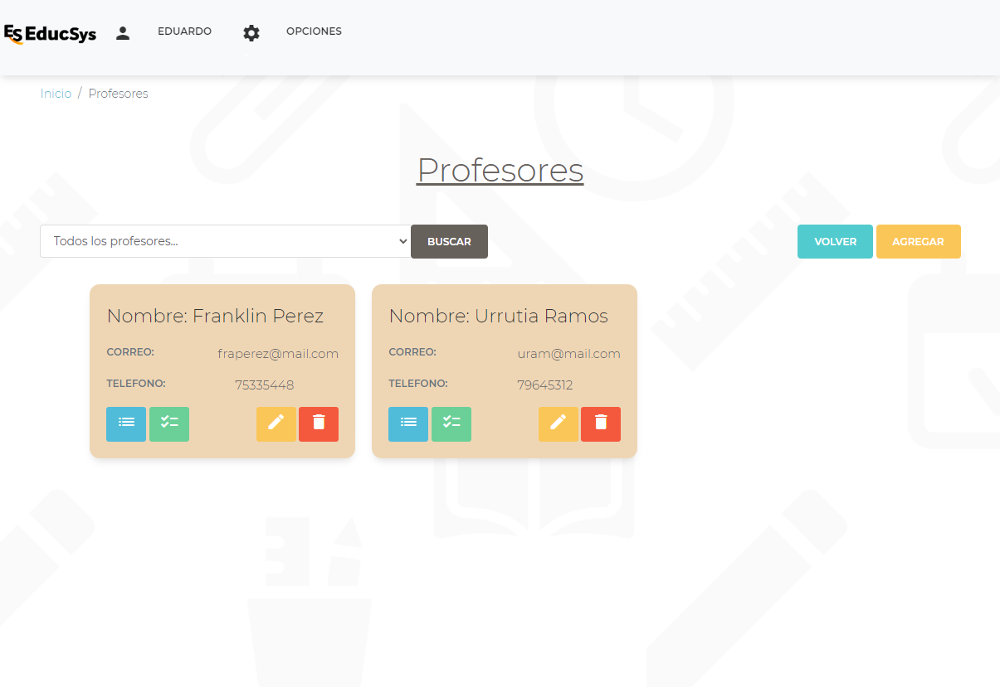 ES EducSys EDUARDO OPCIONES
Inicio / Profesores
Profesores
Todos los profesores... BUSCAR VOLVER AGREGAR
Nombre: Franklin Perez
CORREO: fraperez@mail.com
TELEFONO: 75335448
Nombre: Urrutia Ramos
CORREO: uram@mail.com
TELEFONO: 79645312